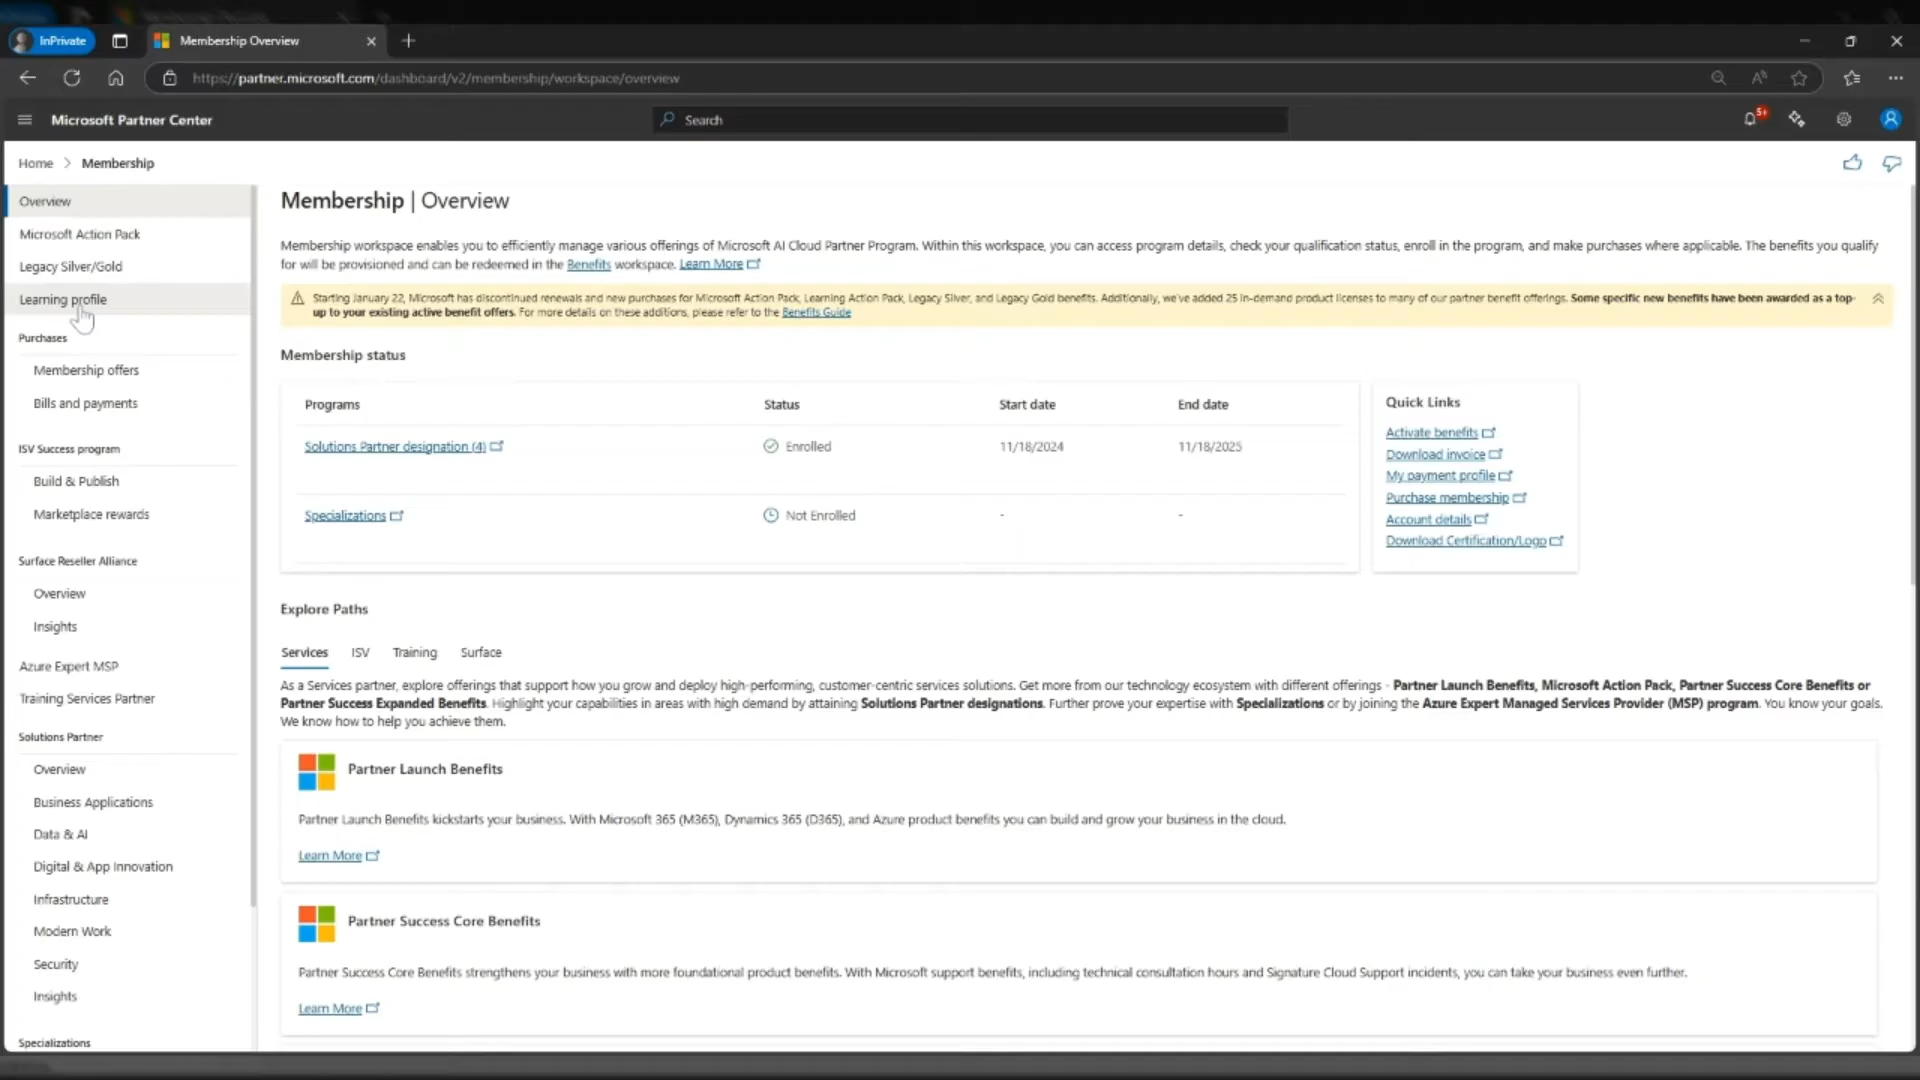 InPrivate
Membership Overview
https://partner.microsoft.com/dashboard/v2/membership/workspace/overview
Microsoft Partner Center
Search
5+
Home > Membership
Overview
Microsoft Action Pack
Legacy Silver/Gold
Learning profile
Purchases
Membership offers
Bills and payments
ISV Success program
Build & Publish
Marketplace rewards
Surface Reseller Alliance
Overview
Insights
Azure Expert MSP
Training Services Partner
Solutions Partner
Overview
Business Applications
Data & AI
Digital & App Innovation
Infrastructure
Modern Work
Security
Insights
Specializations
Membership | Overview
Membership workspace enables you to efficiently manage various offerings of Microsoft AI Cloud Partner Program. Within this workspace, you can access program details, check your qualification status, enroll in the program, and make purchases where applicable. The benefits you qualify
for will be provisioned and can be redeemed in the Benefits workspace. Learn More
Starting January 22, Microsoft has discontinued renewals and new purchases for Microsoft Action Pack, Learning Action Pack, Legacy Silver, and Legacy Gold benefits. Additionally, we've added 25 in-demand product licenses to many of our partner benefit offerings. Some specific new benefits have been awarded as a top-
up to your existing active benefit offers. For more details on these additions, please refer to the Benefits Guide
Membership status
Programs Status Start date End date
Solutions Partner designation (4) Enrolled 11/18/2024 11/18/2025
Specializations Not Enrolled - -
Quick Links
Activate benefits
Download invoice
My payment profile
Purchase membership
Account details
Download Certification/Logo
Explore Paths
Services ISV Training Surface
As a Services partner, explore offerings that support how you grow and deploy high-performing, customer-centric services solutions. Get more from our technology ecosystem with different offerings - Partner Launch Benefits, Microsoft Action Pack, Partner Success Core Benefits or
Partner Success Expanded Benefits. Highlight your capabilities in areas with high demand by attaining Solutions Partner designations. Further prove your expertise with Specializations or by joining the Azure Expert Managed Services Provider (MSP) program. You know your goals.
We know how to help you achieve them.
Partner Launch Benefits
Partner Launch Benefits kickstarts your business. With Microsoft 365 (M365), Dynamics 365 (D365), and Azure product benefits you can build and grow your business in the cloud.
Learn More
Partner Success Core Benefits
Partner Success Core Benefits strengthens your business with more foundational product benefits. With Microsoft support benefits, including technical consultation hours and Signature Cloud Support incidents, you can take your business even further.
Learn More